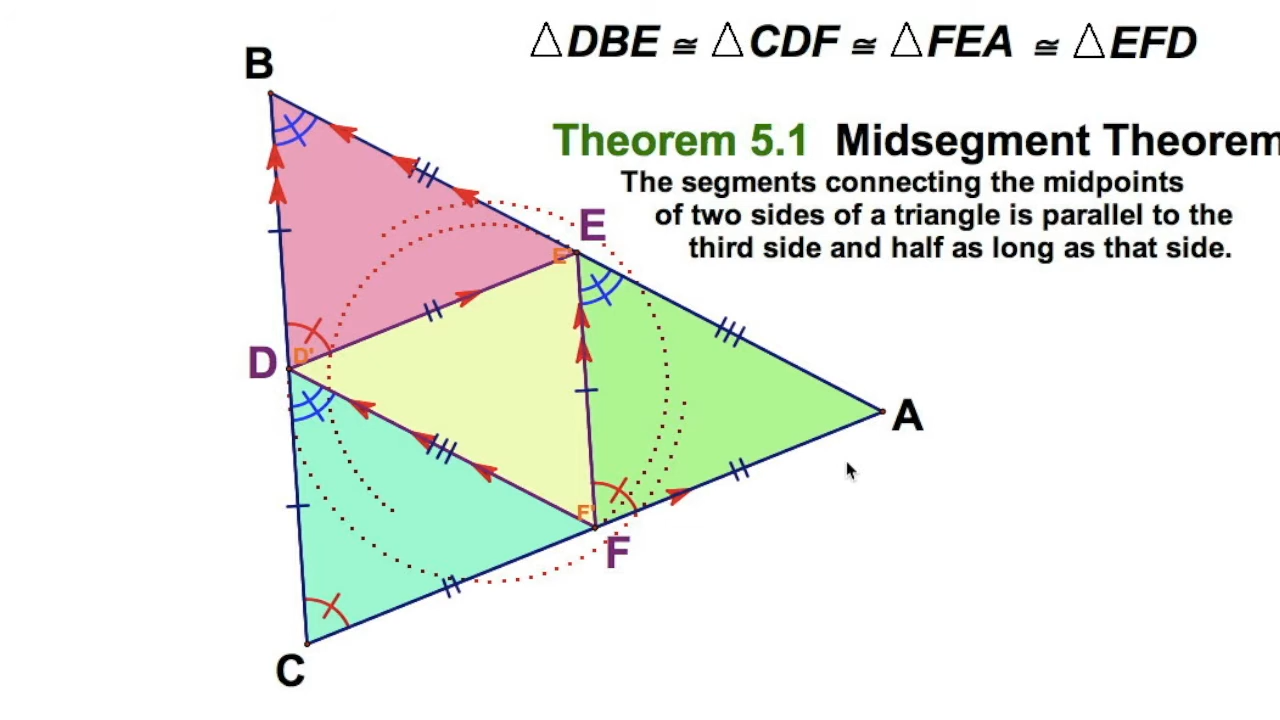 △DBE ≅ △CDF ≅ △FEA ≅ △EFD
B
Theorem 5.1 Midsegment Theorem
The segments connecting the midpoints
of two sides of a triangle is parallel to the
third side and half as long as that side.
E
E'
D
D'
A
F'
F
C